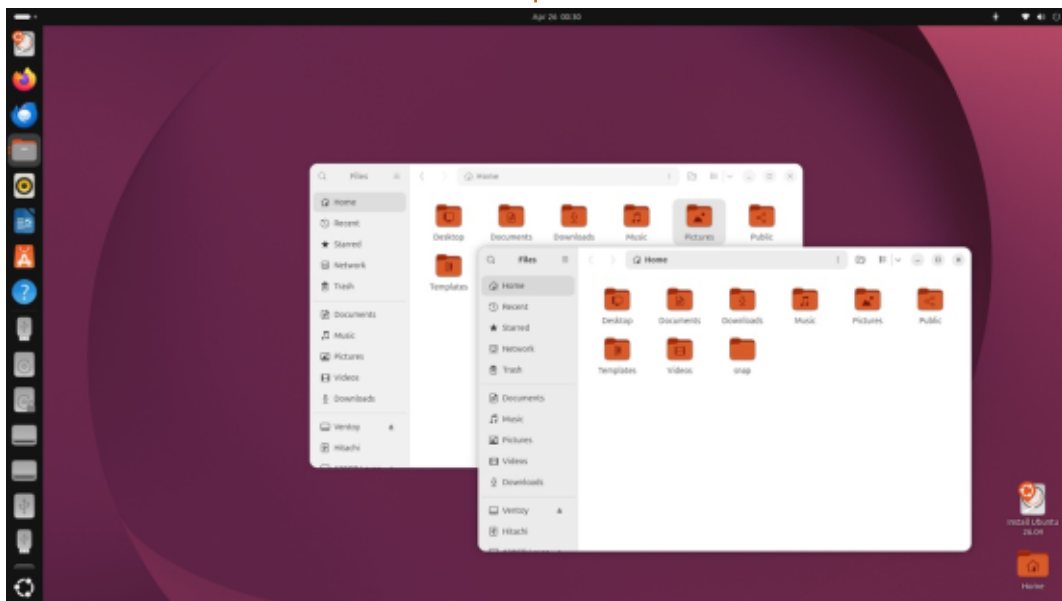 Apr 26 00:30
Files
Home
Home
Recent
Starred
Network
Trash
Documents
Music
Pictures
Videos
Downloads
Ventoy
Hitachi
Desktop
Documents
Downloads
Music
Pictures
Public
Templates
Files
Home
Home
Recent
Starred
Network
Trash
Documents
Music
Pictures
Videos
Downloads
Ventoy
Hitachi
Desktop
Documents
Downloads
Music
Pictures
Public
Templates
Videos
snap
Install Ubuntu
26.04
Home